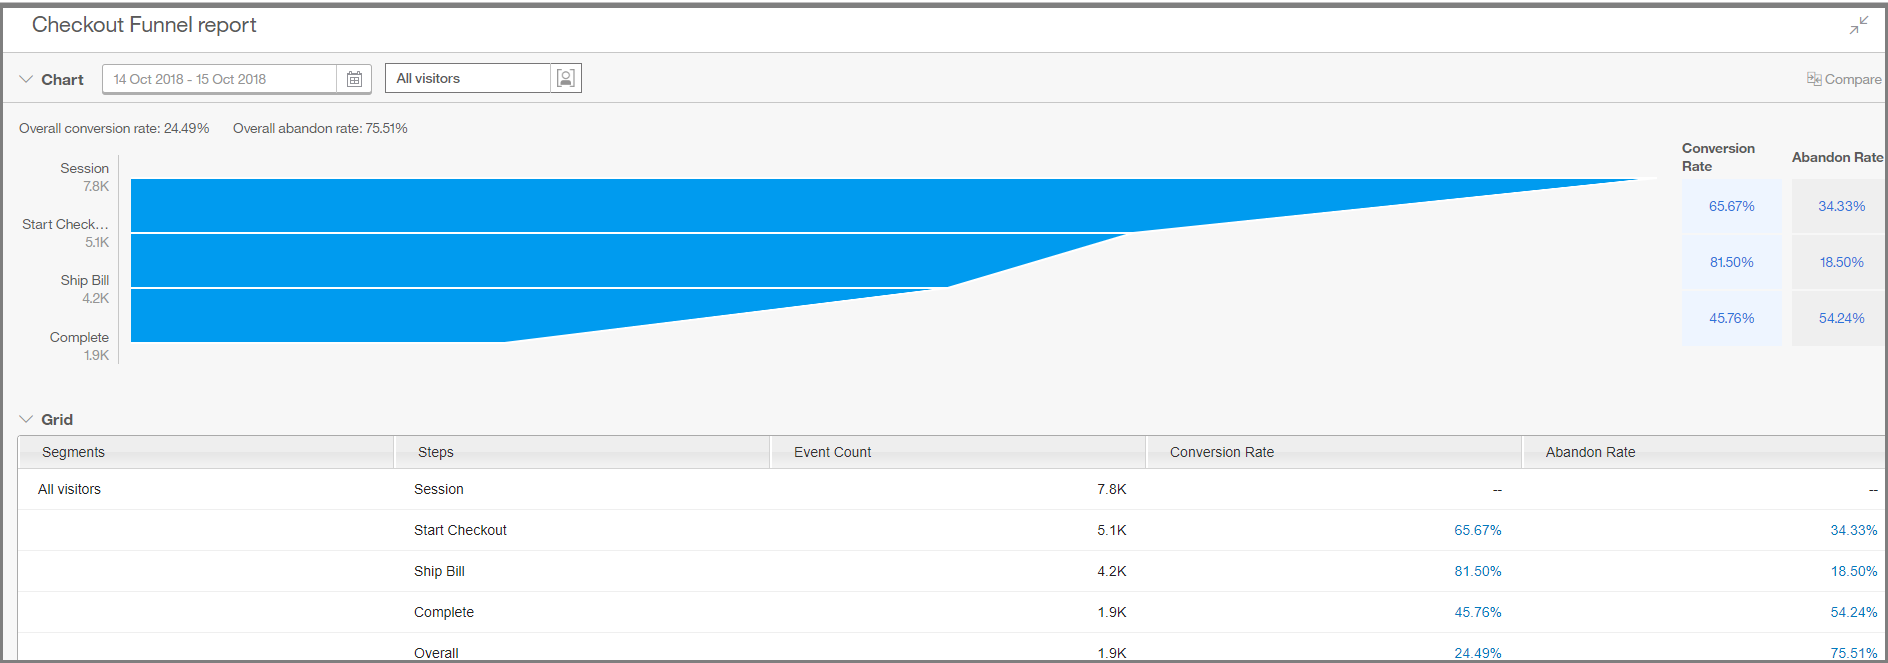 Checkout Funnel report
Chart
14 Oct 2018 - 15 Oct 2018
All visitors
Compare
Overall conversion rate: 24.49% Overall abandon rate: 75.51%
Conversion Rate
Abandon Rate
Session
7.8K
65.67% 34.33%
Start Check...
5.1K
81.50% 18.50%
Ship Bill
4.2K
45.76% 54.24%
Complete
1.9K
Grid
Segments Steps Event Count Conversion Rate Abandon Rate
All visitors Session 7.8K -- --
Start Checkout 5.1K 65.67% 34.33%
Ship Bill 4.2K 81.50% 18.50%
Complete 1.9K 45.76% 54.24%
Overall 1.9K 24.49% 75.51%